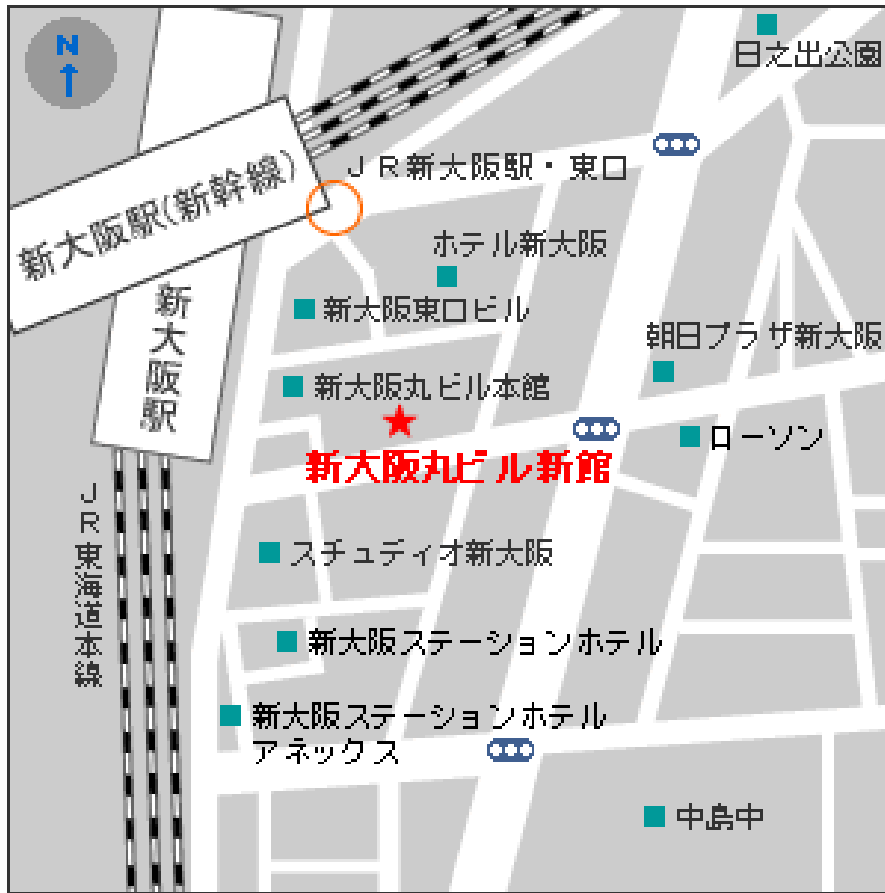 N
日之出公園
JR新大阪駅・東口
新大阪駅(新幹線)
ホテル新大阪
新大阪東口ビル
新大阪駅
朝日プラザ新大阪
新大阪丸ビル本館
ローソン
新大阪丸ビル新館
JR東海道本線
スチュディオ新大阪
新大阪ステーションホテル
新大阪ステーションホテル
アネックス
中島中